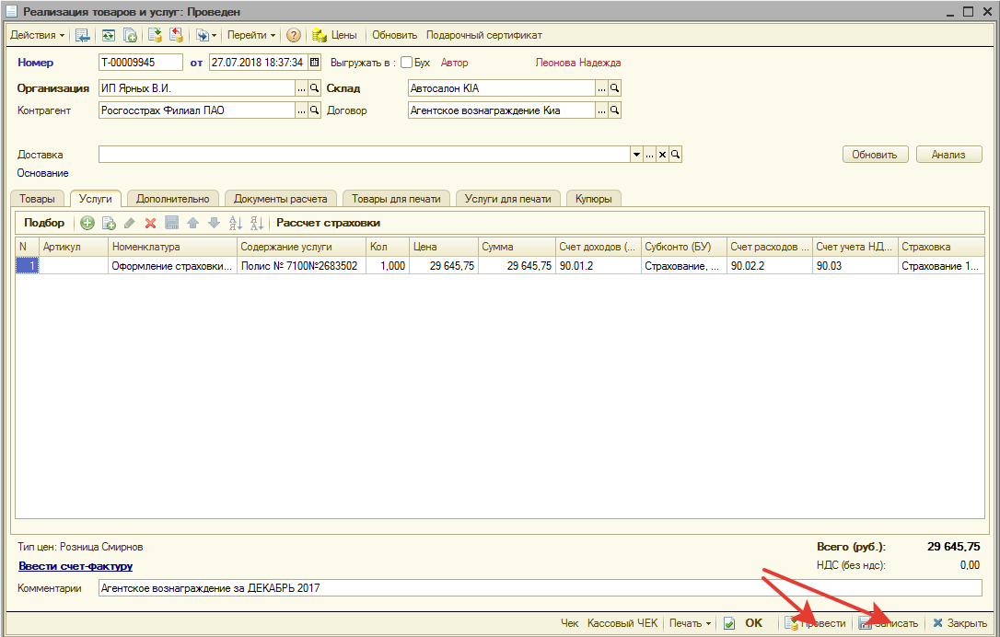 Реализация товаров и услуг: Проведен
Действия Перейти Цены Обновить Подарочный сертификат
Номер Т-00009945 от 27.07.2018 18:37:34 Выгружать в : Бух Автор Леонова Надежда
Организация ИП Ярных В.И. ... Склад Автосалон KIA ...
Контрагент Росгосстрах Филиал ПАО ... Договор Агентское вознаграждение Киа ...
Доставка ... Обновить Анализ
Основание
Товары Услуги Дополнительно Документы расчета Товары для печати Услуги для печати Купюры
Подбор Рассчет страховки
N Артикул Номенклатура Содержание услуги Кол Цена Сумма Счет доходов (... Субконто (БУ) Счет расходов ... Счет учета НД... Страховка
1 Оформление страховки... Полис № 7100№2683502 1,000 29 645,75 29 645,75 90.01.2 Страхование, ... 90.02.2 90.03 Страхование 1...
Тип цен: Розница Смирнов Всего (руб.): 29 645,75
Ввести счет-фактуру НДС (без ндс): 0,00
Комментарии Агентское вознаграждение за ДЕКАБРЬ 2017
Чек Кассовый ЧЕК Печать OK Провести Записать Закрыть